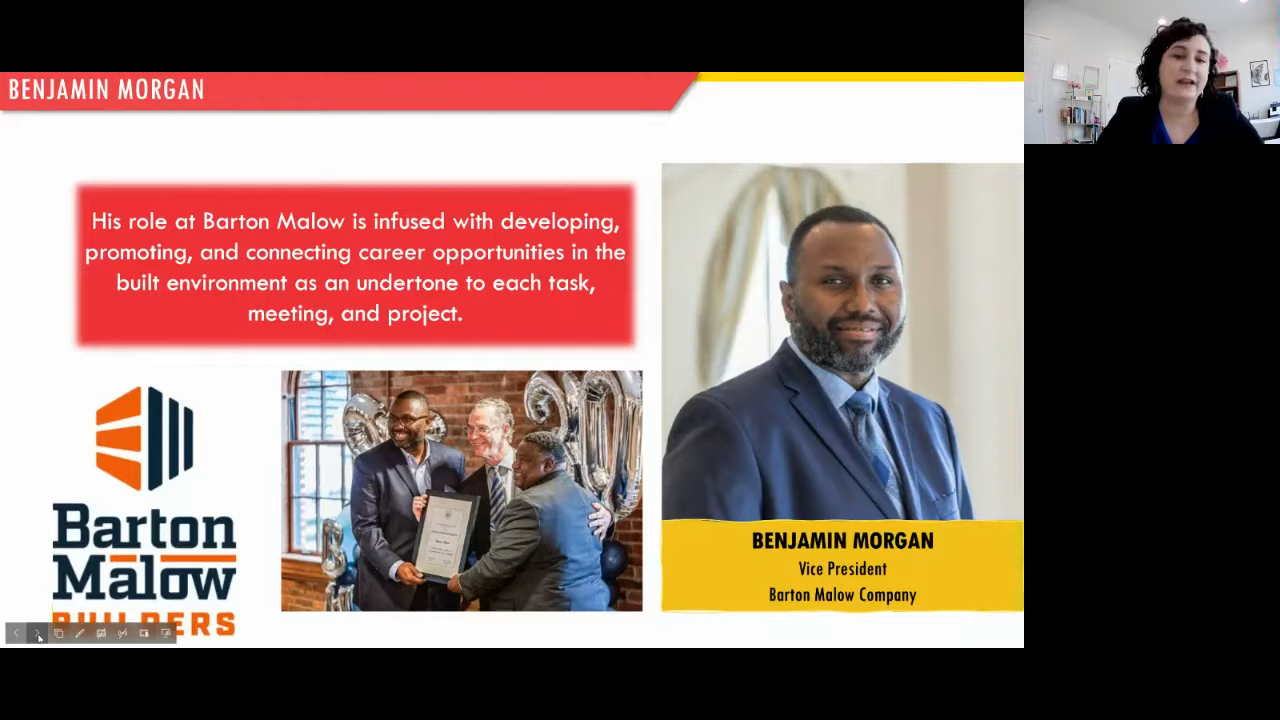 BENJAMIN MORGAN
His role at Barton Malow is infused with developing,
promoting, and connecting career opportunities in the
built environment as an undertone to each task,
meeting, and project.
Barton
Malow
BUILDERS
BENJAMIN MORGAN
Vice President
Barton Malow Company